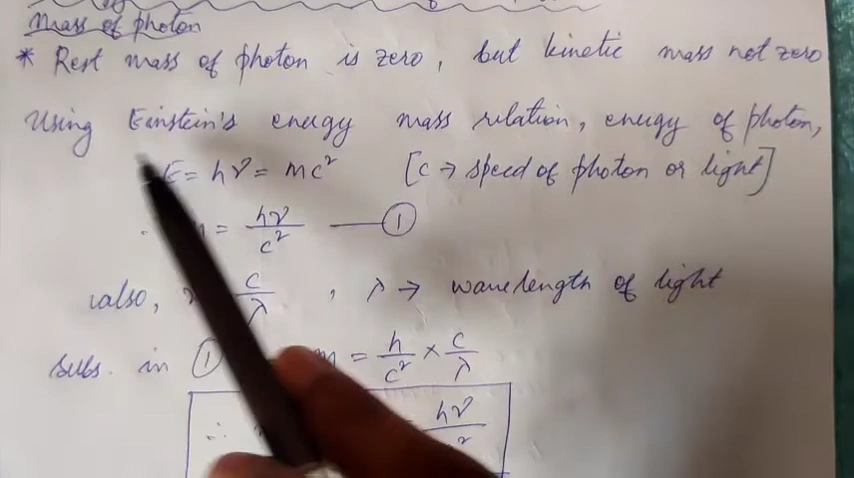 Mass of photon
* Rest mass of photon is zero, but kinetic mass not zero
Using Einstein's energy mass relation, energy of photon,
E = hν = mc²   [c → speed of photon or light]
= hν/c² —— ①
also, c/λ , λ → wavelength of light
subs. in ① m = h/c² × c/λ
∴ hν